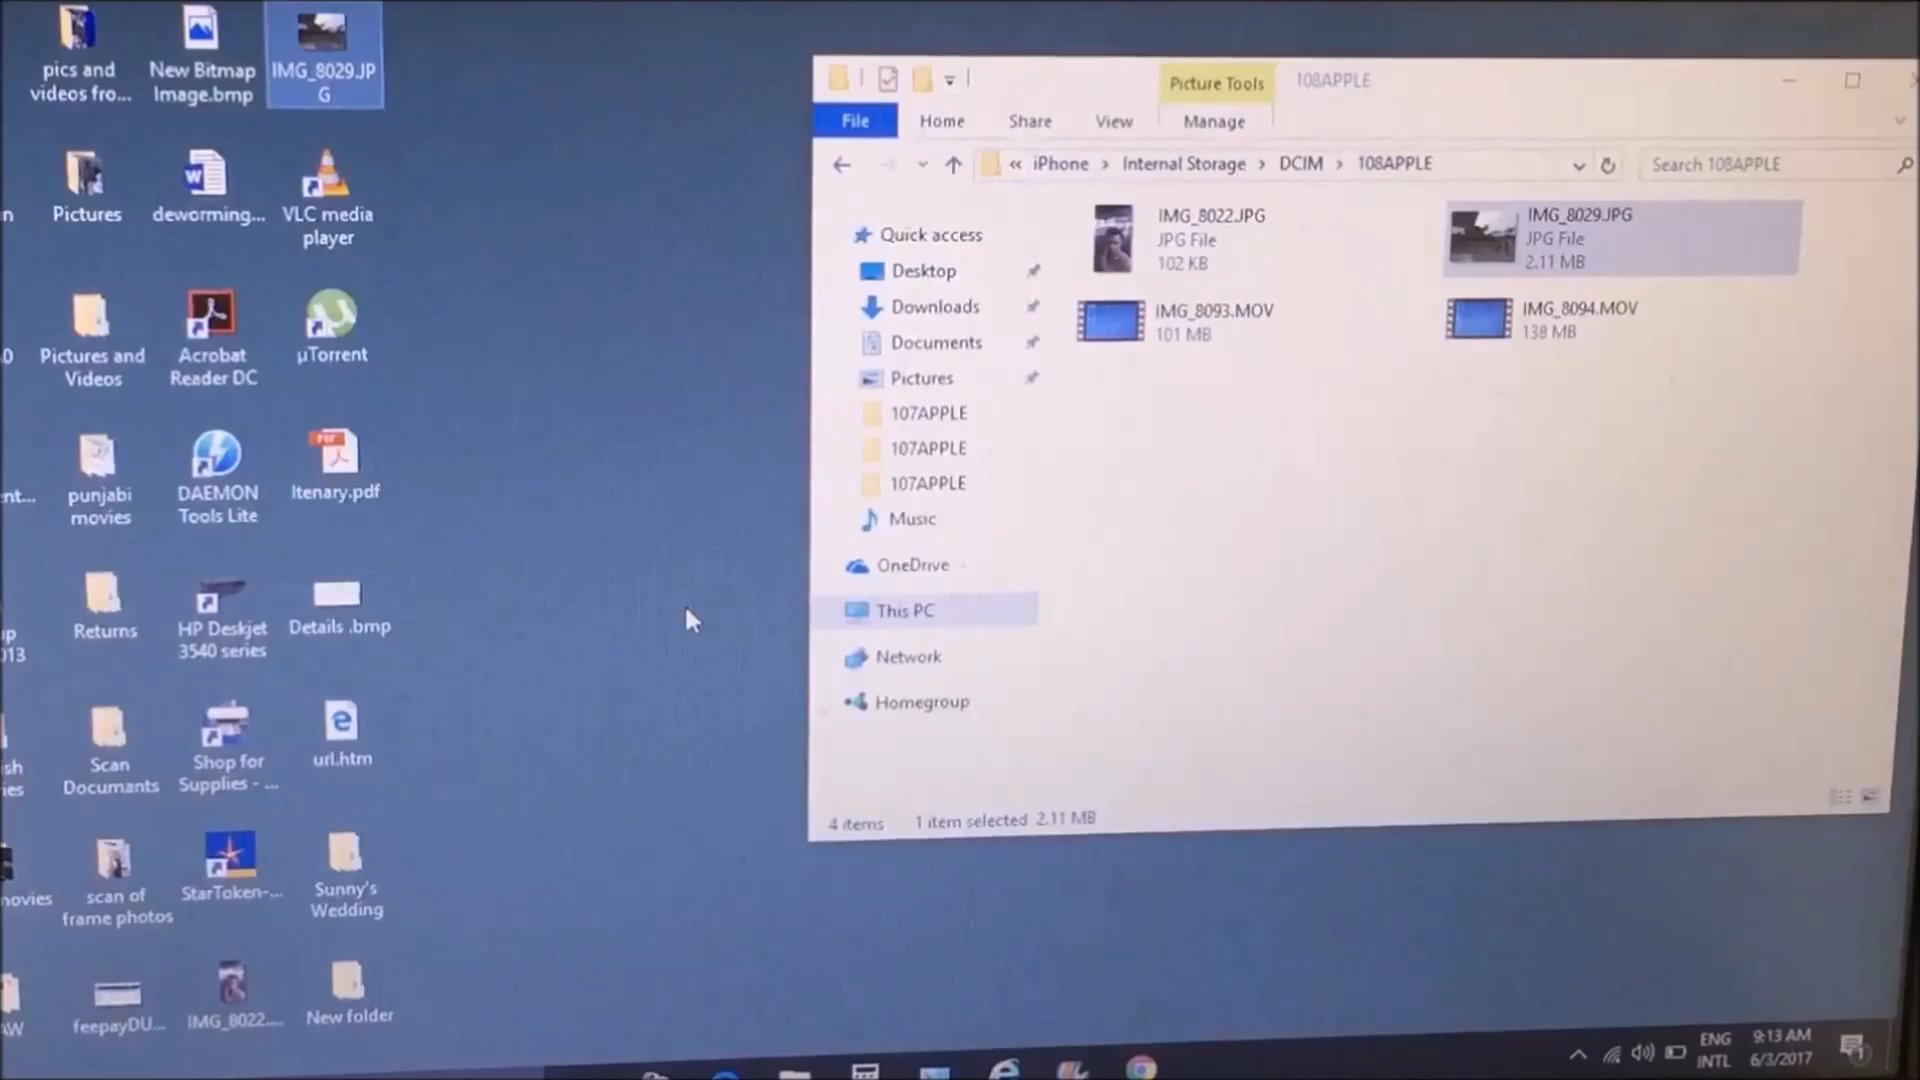 pics and
videos fro...
New Bitmap
Image.bmp
IMG_8029.JP
G
Pictures
deworming...
VLC media
player
Pictures and
Videos
Acrobat
Reader DC
µTorrent
punjabi
movies
DAEMON
Tools Lite
Itenary.pdf
Returns
HP Deskjet
3540 series
Details .bmp
Scan
Documants
Shop for
Supplies - ...
url.htm
scan of
frame photos
StarToken-...
Sunny's
Wedding
feepayDU...
IMG_8022....
New folder
Picture Tools
108APPLE
File
Home
Share
View
Manage
« iPhone › Internal Storage › DCIM › 108APPLE
Search 108APPLE
Quick access
Desktop
Downloads
Documents
Pictures
107APPLE
107APPLE
107APPLE
Music
OneDrive
This PC
Network
Homegroup
IMG_8022.JPG
JPG File
102 KB
IMG_8029.JPG
JPG File
2.11 MB
IMG_8093.MOV
101 MB
IMG_8094.MOV
138 MB
4 items
1 item selected 2.11 MB
ENG
INTL
9:13 AM
6/3/2017